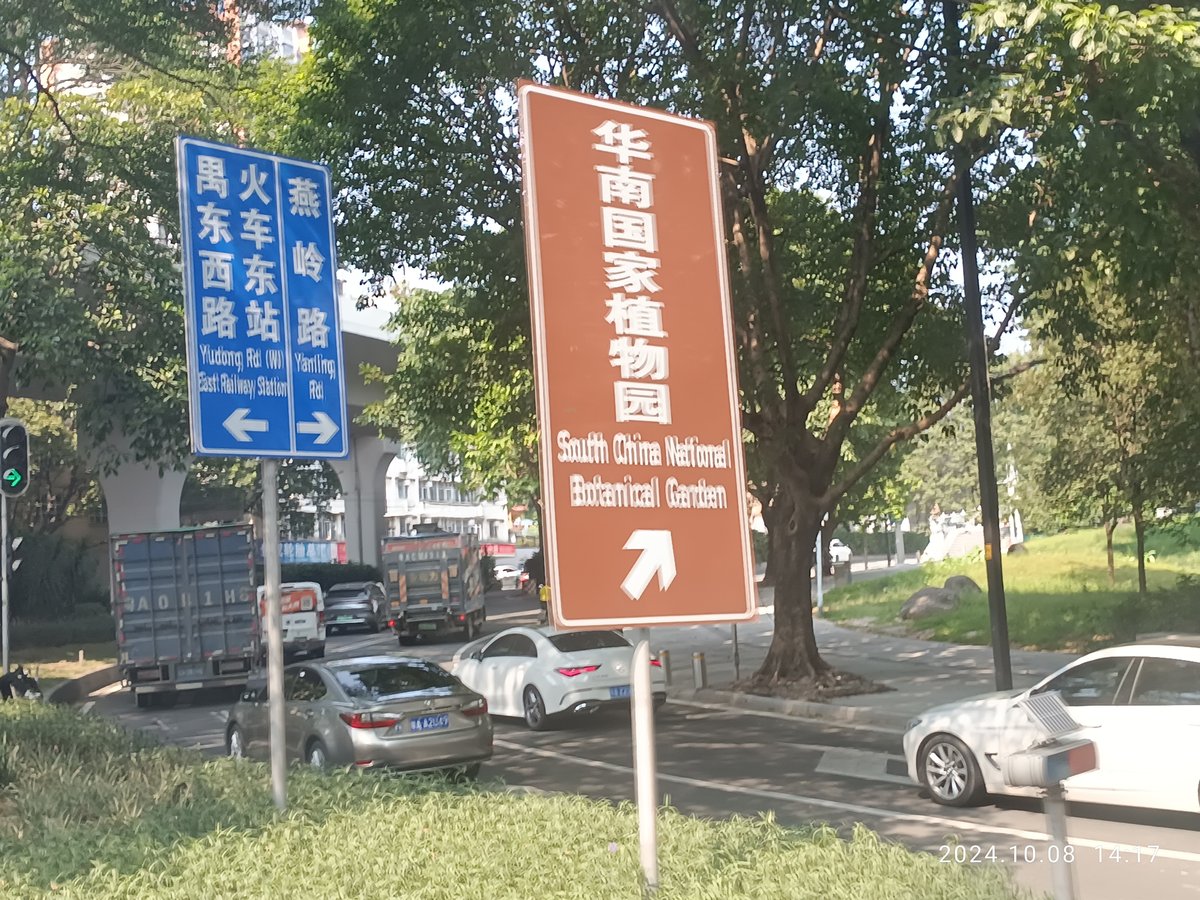 禺东西路
火车东站
燕岭路
Yudong Rd (W)
East Railway Station
Yanling
Rd
华南国家植物园
South China National
Botanical Garden
2024.10.08 14:17